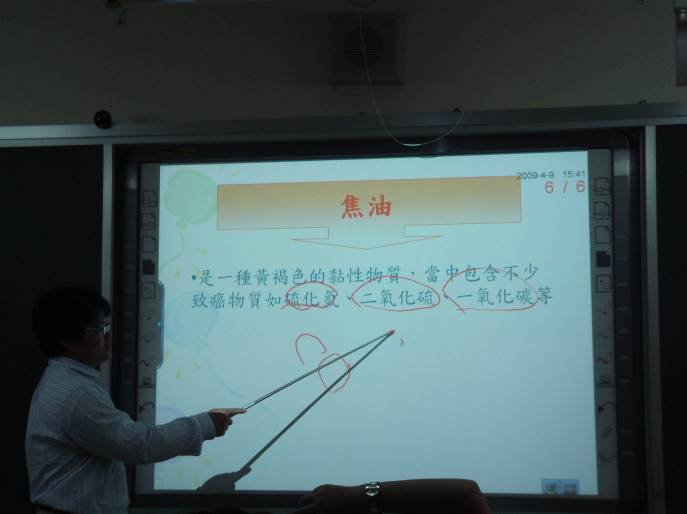 2009-4-9 15:41
6 / 6
焦油
•是一種黃褐色的黏性物質，當中包含不少
致癌物質如硫化氫、二氧化硫、一氧化碳等